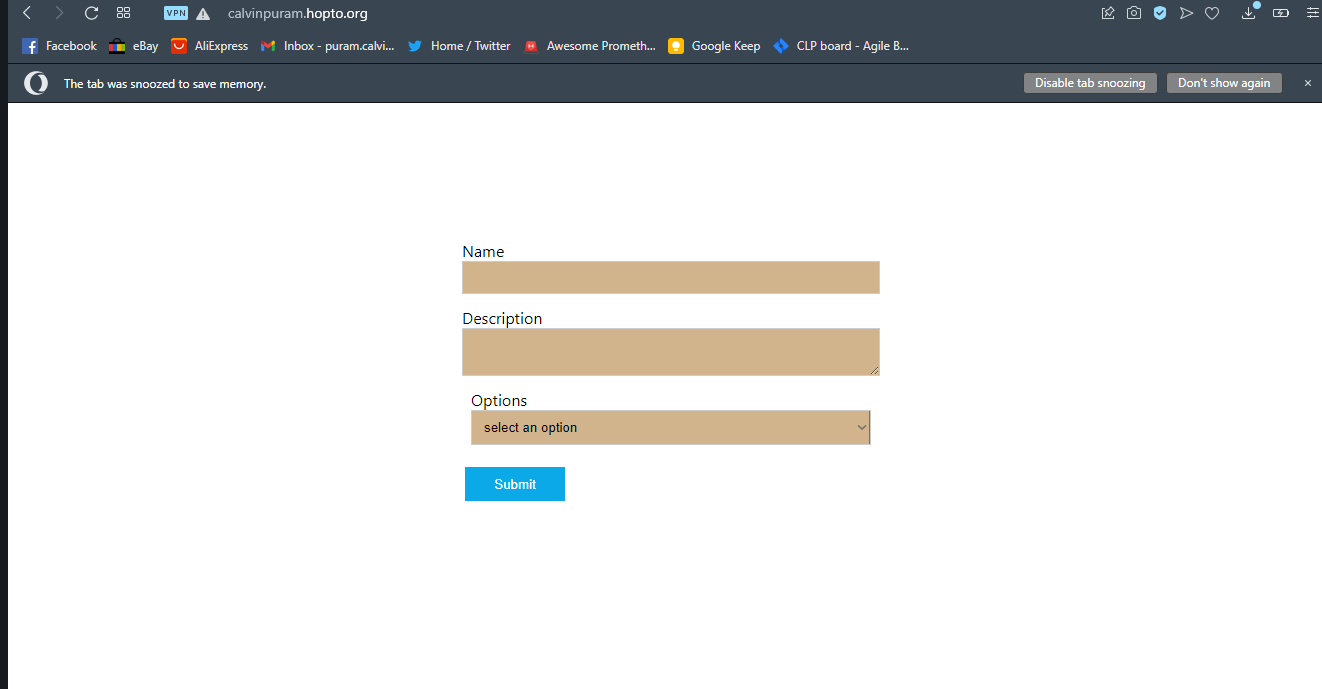 VPN calvinpuram.hopto.org
Facebook eBay AliExpress Inbox - puram.calvi... Home / Twitter Awesome Prometh... Google Keep CLP board - Agile B...
The tab was snoozed to save memory. Disable tab snoozing Don't show again
Name
Description
Options
select an option
Submit